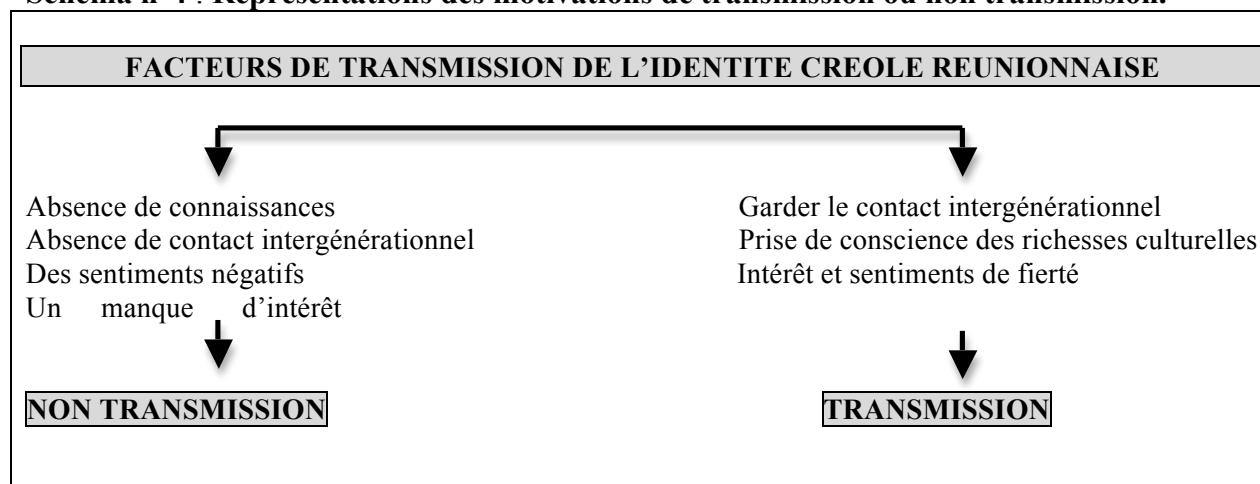 Schéma n°4 : Représentations des motivations de transmission ou non transmission.
FACTEURS DE TRANSMISSION DE L’IDENTITE CREOLE REUNIONNAISE
Absence de connaissances
Absence de contact intergénérationnel
Des sentiments négatifs
Un manque d’intérêt
NON TRANSMISSION
Garder le contact intergénérationnel
Prise de conscience des richesses culturelles
Intérêt et sentiments de fierté
TRANSMISSION